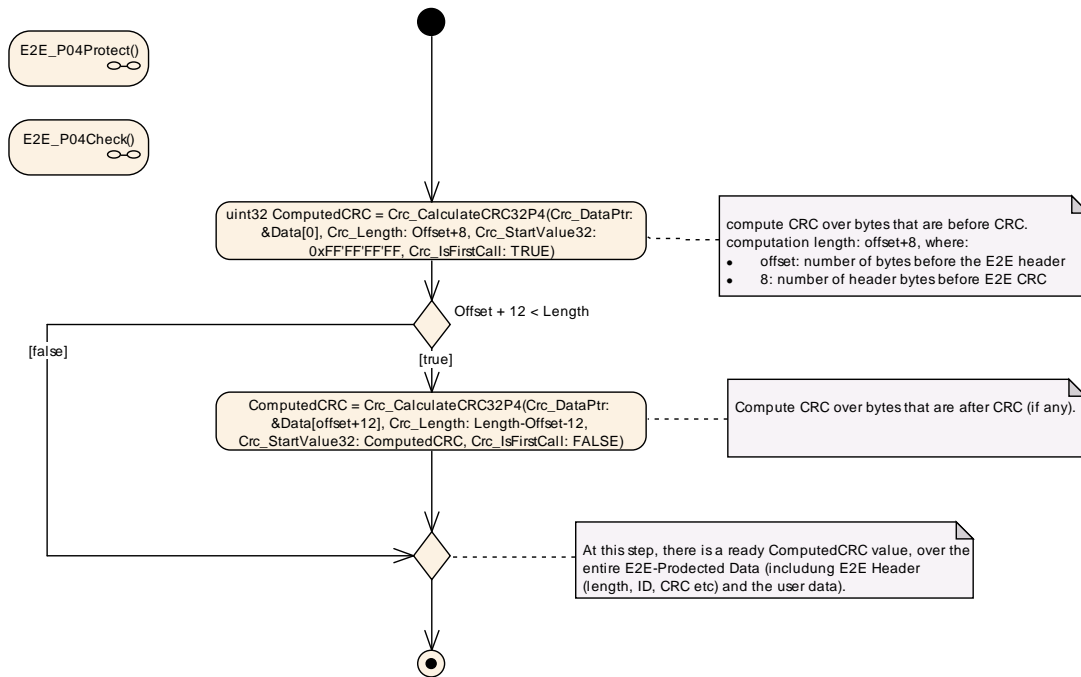 E2E_P04Protect()
E2E_P04Check()
uint32 ComputedCRC = Crc_CalculateCRC32P4(Crc_DataPtr:
&Data[0], Crc_Length: Offset+8, Crc_StartValue32:
0xFF'FF'FF'FF, Crc_IsFirstCall: TRUE)
compute CRC over bytes that are before CRC.
computation length: offset+8, where:
• offset: number of bytes before the E2E header
• 8: number of header bytes before E2E CRC
Offset + 12 < Length
[false]
[true]
ComputedCRC = Crc_CalculateCRC32P4(Crc_DataPtr:
&Data[offset+12], Crc_Length: Length-Offset-12,
Crc_StartValue32: ComputedCRC, Crc_IsFirstCall: FALSE)
Compute CRC over bytes that are after CRC (if any).
At this step, there is a ready ComputedCRC value, over the
entire E2E-Prodected Data (includung E2E Header
(length, ID, CRC etc) and the user data).